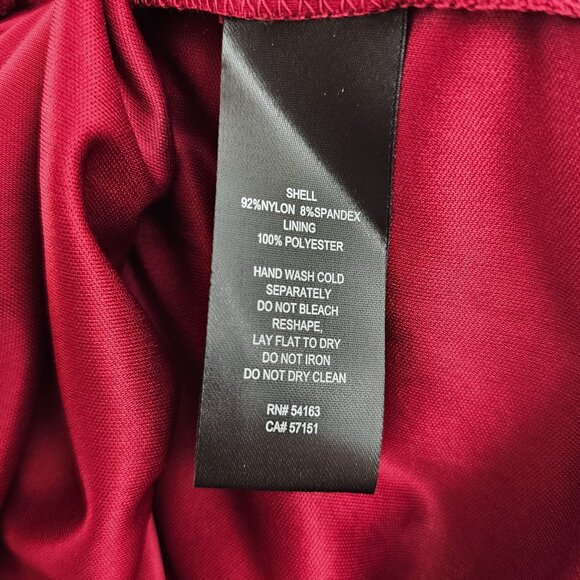 SHELL
92%NYLON 8%SPANDEX
LINING
100% POLYESTER
HAND WASH COLD
SEPARATELY
DO NOT BLEACH
RESHAPE,
LAY FLAT TO DRY
DO NOT IRON
DO NOT DRY CLEAN
RN# 54163
CA# 57151